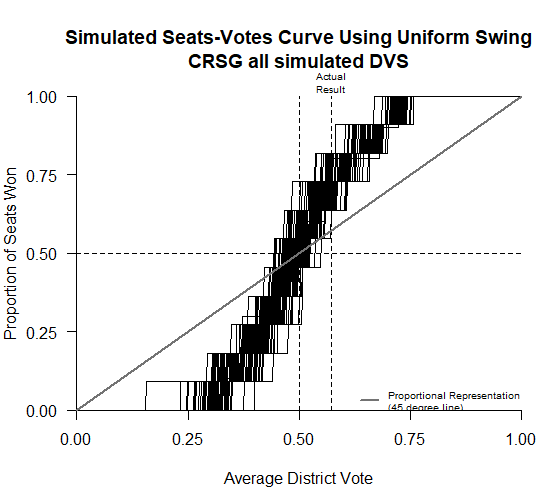 Simulated Seats-Votes Curve Using Uniform Swing
CRSG all simulated DVS
Actual
Result
1.00
0.75
0.50
0.25
0.00
Proportion of Seats Won
Proportional Representation
(45 degree line)
0.00
0.25
0.50
0.75
1.00
Average District Vote